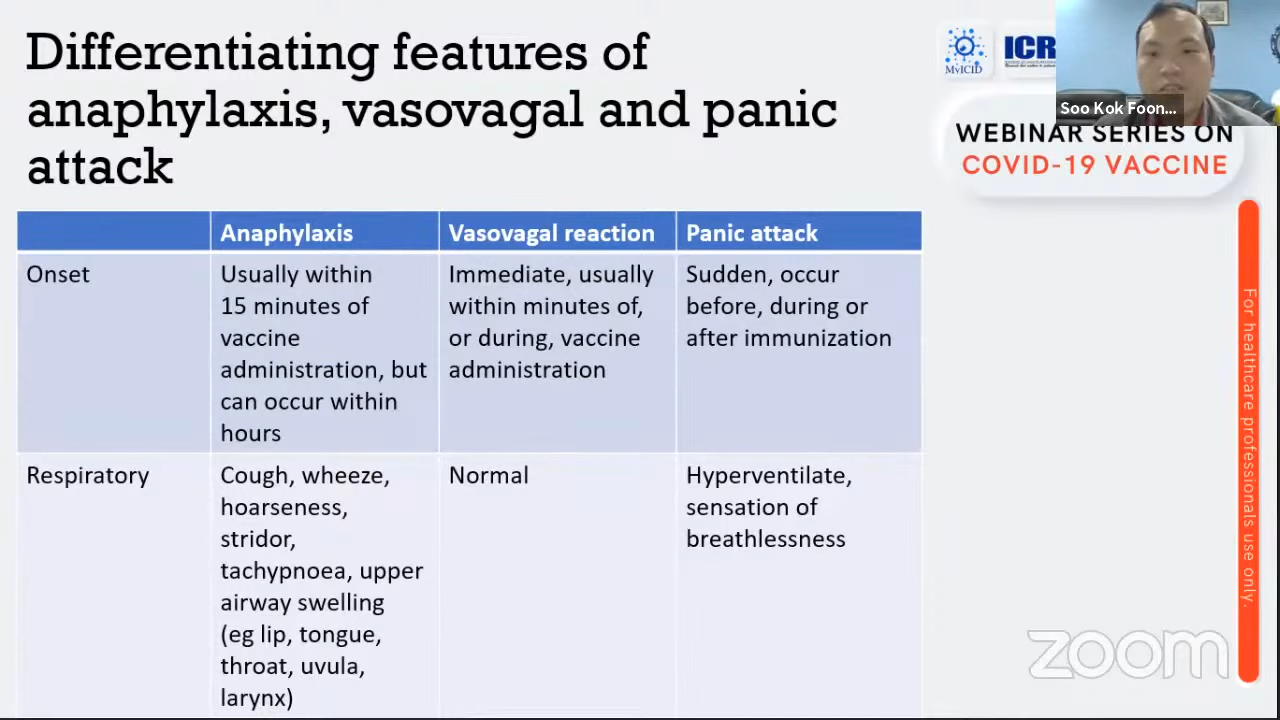 Differentiating features of
anaphylaxis, vasovagal and panic
attack
MyICID
ICR
Soo Kok Foon...
WEBINAR SERIES ON
COVID-19 VACCINE
Anaphylaxis
Vasovagal reaction
Panic attack
Onset
Usually within
15 minutes of
vaccine
administration, but
can occur within
hours
Immediate, usually
within minutes of,
or during, vaccine
administration
Sudden, occur
before, during or
after immunization
Respiratory
Cough, wheeze,
hoarseness,
stridor,
tachypnoea, upper
airway swelling
(eg lip, tongue,
throat, uvula,
larynx)
Normal
Hyperventilate,
sensation of
breathlessness
For healthcare professionals use only.
zoom